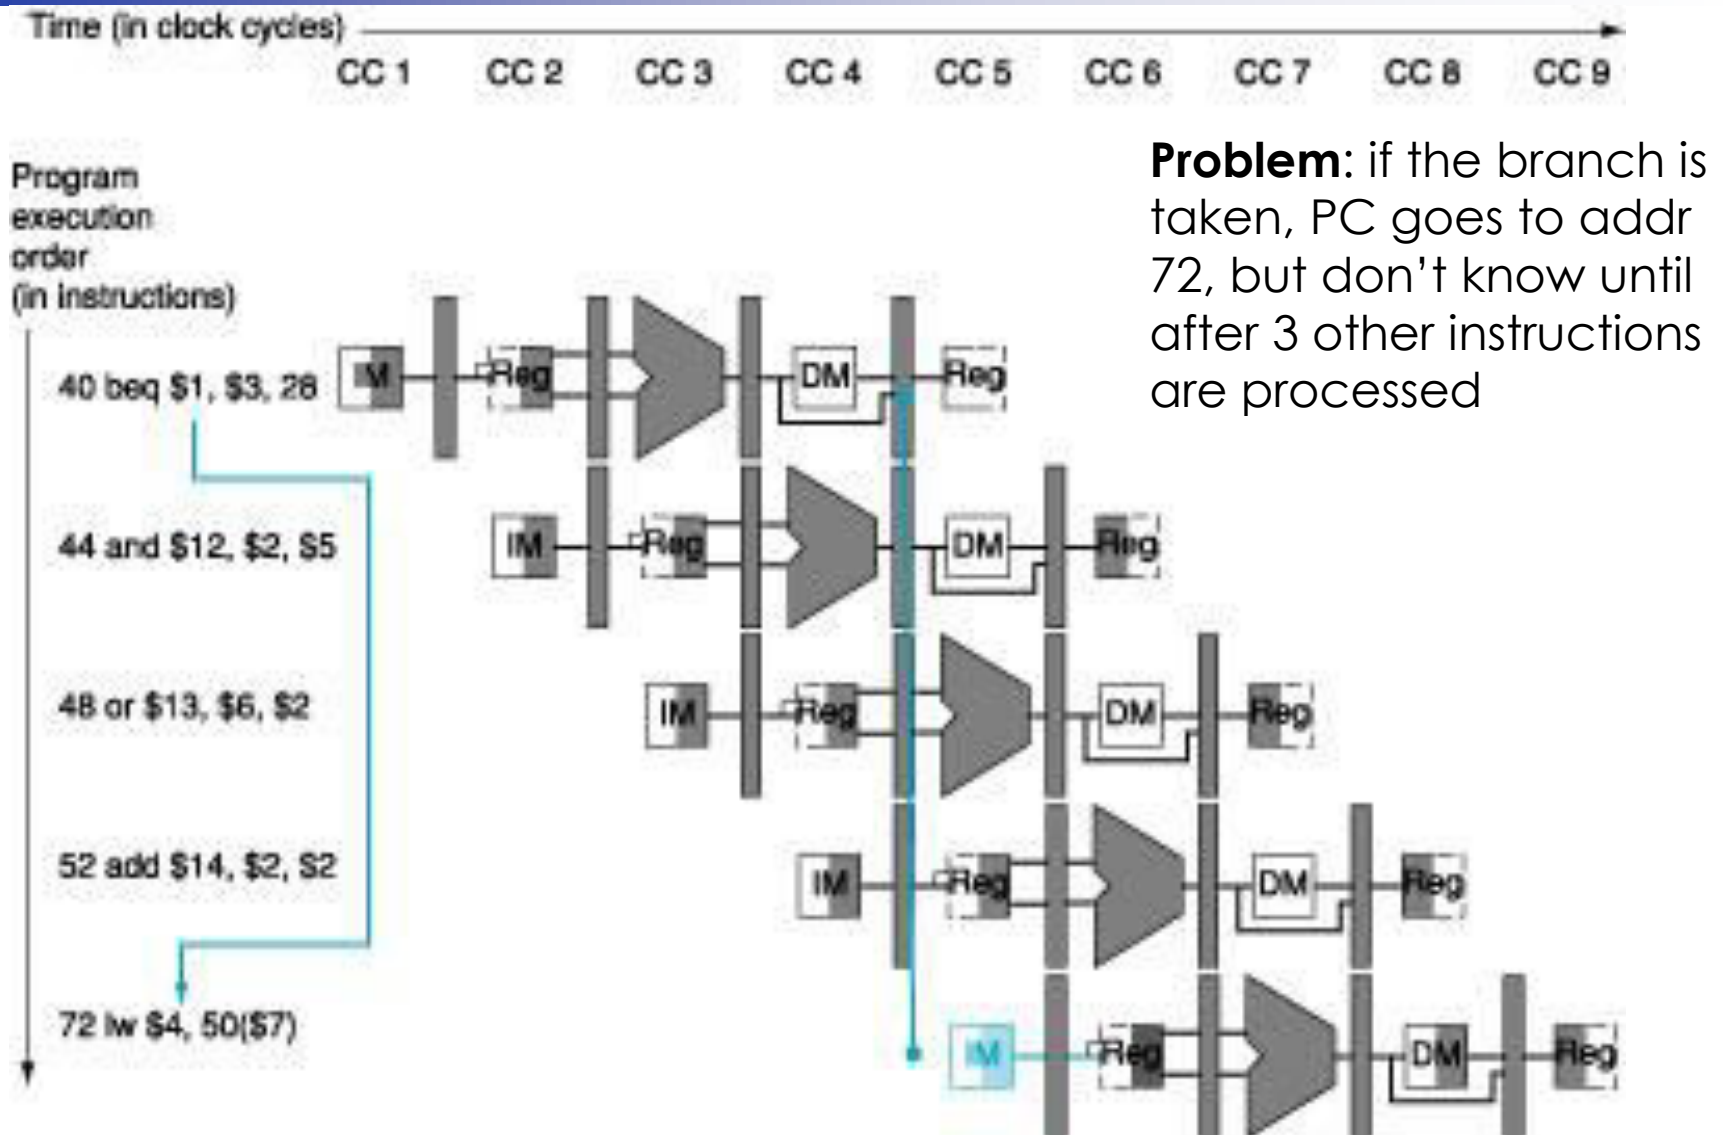 Time (in clock cycles)
CC 1 CC 2 CC 3 CC 4 CC 5 CC 6 CC 7 CC 8 CC 9
Problem: if the branch is
taken, PC goes to addr
72, but don’t know until
after 3 other instructions
are processed
Program
execution
order
(in instructions)
40 beq $1, $3, 28
IM Reg DM Reg
44 and $12, $2, $5
IM Reg DM Reg
48 or $13, $6, $2
IM Reg DM Reg
52 add $14, $2, $2
IM Reg DM Reg
72 lw $4, 50($7)
IM Reg DM Reg